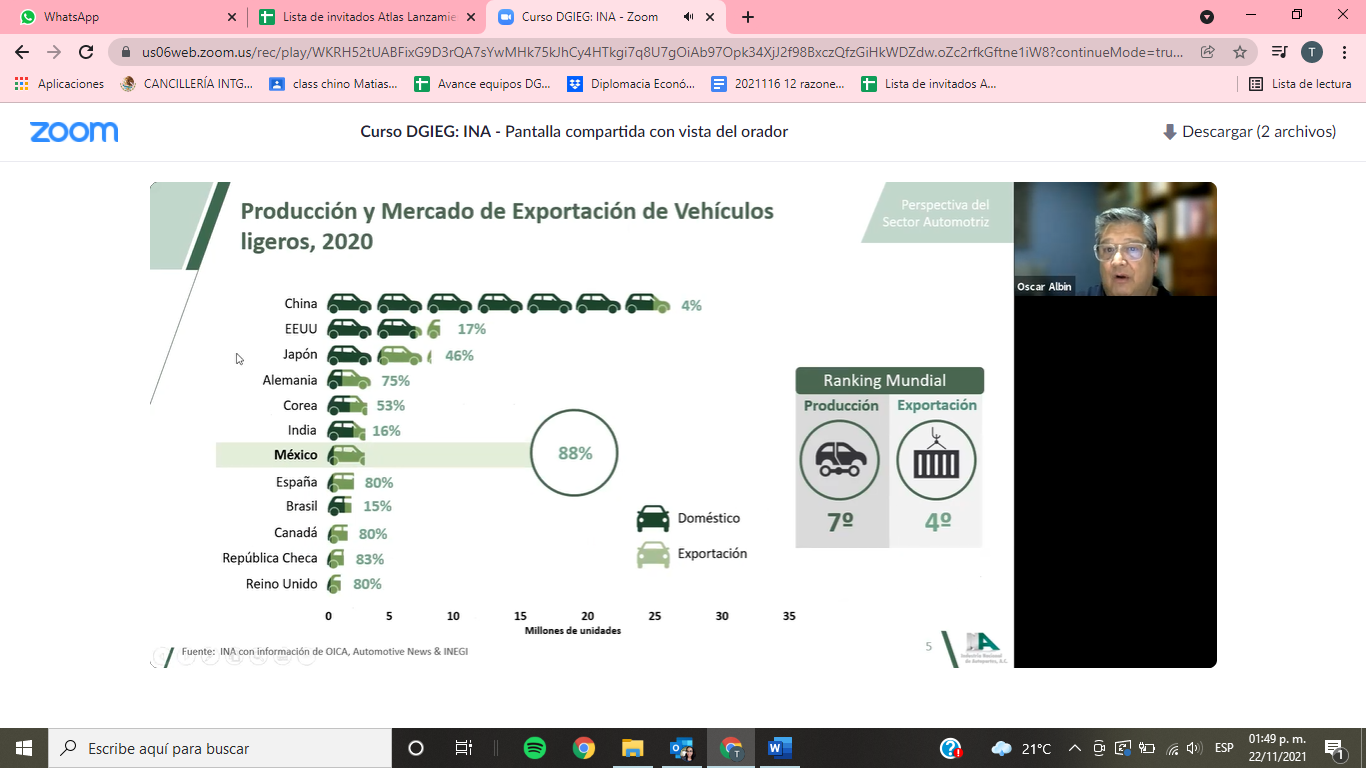 WhatsApp
Lista de invitados Atlas Lanzamie
Curso DGIEG: INA - Zoom
us06web.zoom.us/rec/play/WKRH52tUABFixG9D3rQA7sYwMHk75kJhCy4HTkgi7q8U7gOiAb97Opk34XjJ2f98BxczQfzGiHkWDZdw.oZc2rfkGftne1iW8?continueMode=tru...
T
Aplicaciones
CANCILLERÍA INTG...
class chino Matias...
Avance equipos DG...
Diplomacia Econó...
2021116 12 razone...
Lista de invitados A...
Lista de lectura
zoom
Curso DGIEG: INA - Pantalla compartida con vista del orador
Descargar (2 archivos)
Producción y Mercado de Exportación de Vehículos
ligeros, 2020
Perspectiva del
Sector Automotriz
Oscar Albin
China 4%
EEUU 17%
Japón 46%
Alemania 75%
Corea 53%
India 16%
México 88%
España 80%
Brasil 15%
Canadá 80%
República Checa 83%
Reino Unido 80%
Doméstico
Exportación
0 5 10 15 20 25 30 35
Millones de unidades
Ranking Mundial
Producción Exportación
7º 4º
Fuente: INA con información de OICA, Automotive News & INEGI
5
Industria Nacional
de Autopartes, A.C.
Escribe aquí para buscar
21°C
ESP
01:49 p. m.
22/11/2021
1